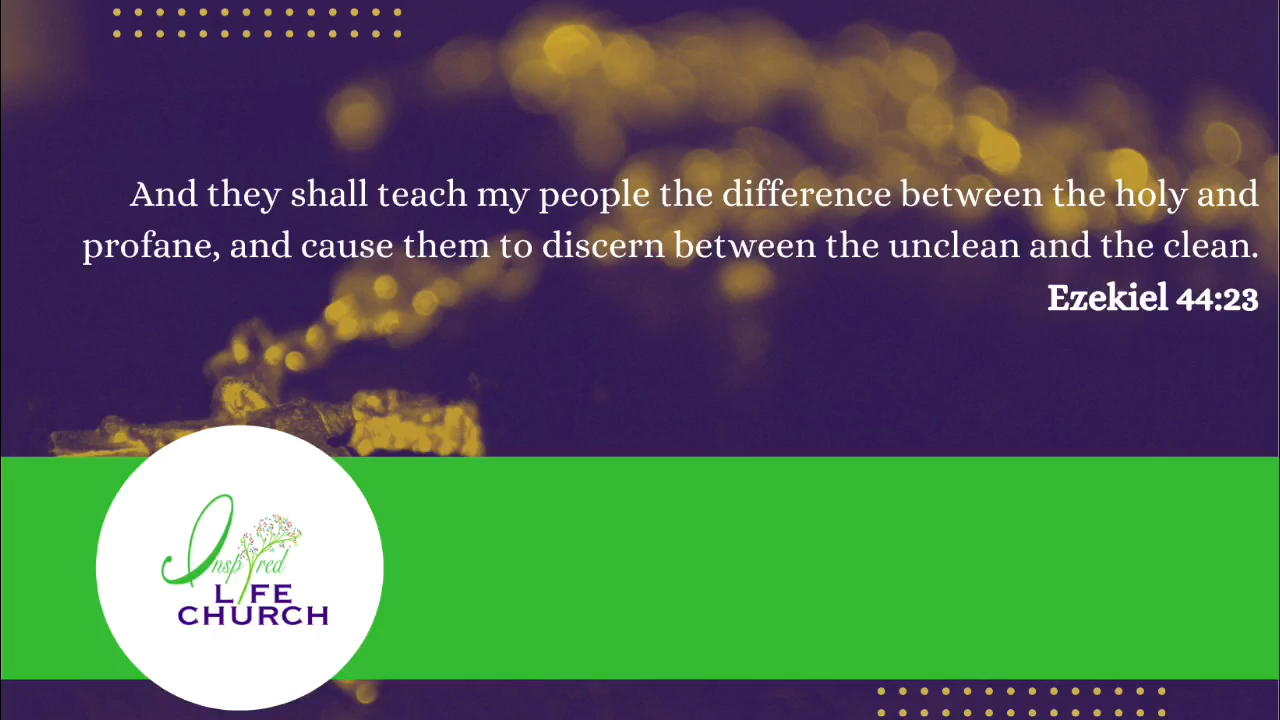 And they shall teach my people the difference between the holy and
profane, and cause them to discern between the unclean and the clean.
Ezekiel 44:23
Inspired
LIFE
CHURCH